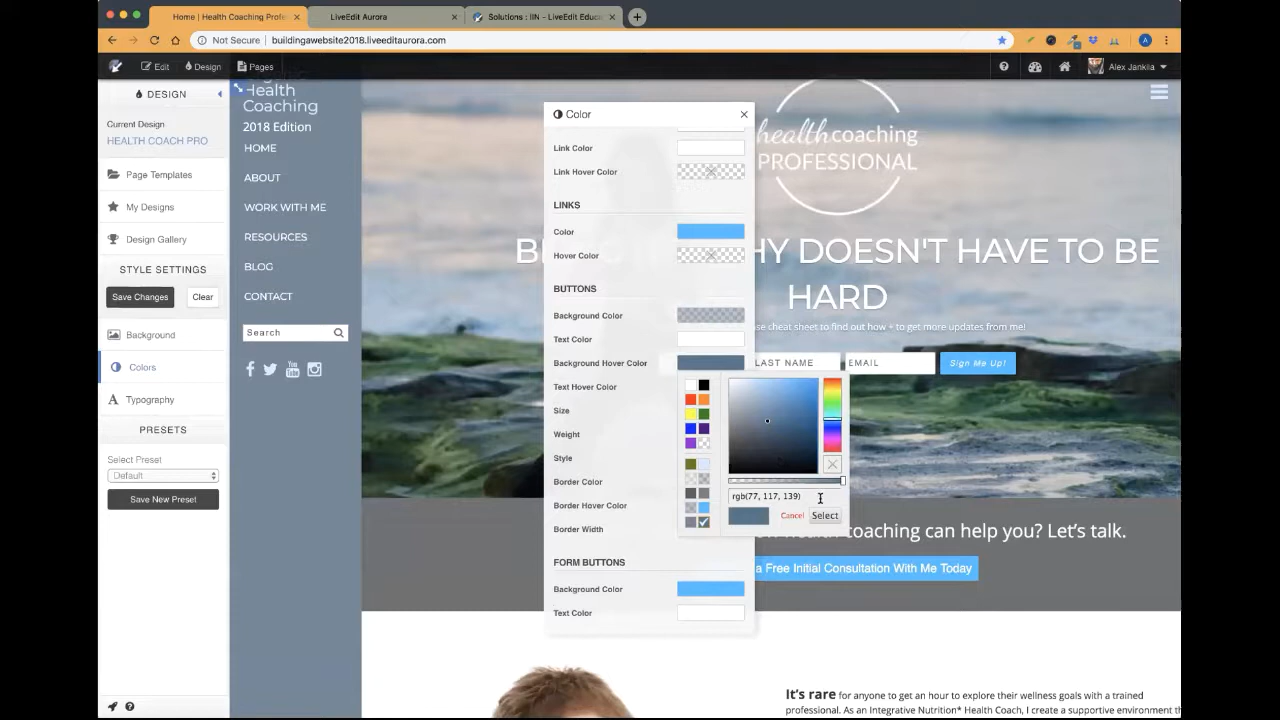 Home | Health Coaching Profes
LiveEdit Aurora
Solutions : IIN – LiveEdit Educa
Not Secure
buildingawebsite2018.liveeditaurora.com
Edit
Design
Pages
Alex Jankila
DESIGN
Current Design
HEALTH COACH PRO
Page Templates
My Designs
Design Gallery
STYLE SETTINGS
Save Changes
Clear
Background
Colors
Typography
PRESETS
Select Preset
Default
Save New Preset
Health
Coaching
2018 Edition
HOME
ABOUT
WORK WITH ME
RESOURCES
BLOG
CONTACT
Search
Color
Link Color
Link Hover Color
LINKS
Color
Hover Color
BUTTONS
Background Color
Text Color
Background Hover Color
Text Hover Color
Size
Weight
Style
Border Color
Border Hover Color
Border Width
FORM BUTTONS
Background Color
Text Color
rgb(77, 117, 139)
Cancel
Select
healthcoaching
PROFESSIONAL
DOESN'T HAVE TO BE
HARD
cheat sheet to find out how + to get more updates from me!
LAST NAME
EMAIL
Sign Me Up!
coaching can help you? Let's talk.
a Free Initial Consultation With Me Today
It's rare for anyone to get an hour to explore their wellness goals with a trained
professional. As an Integrative Nutrition* Health Coach, I create a supportive environment